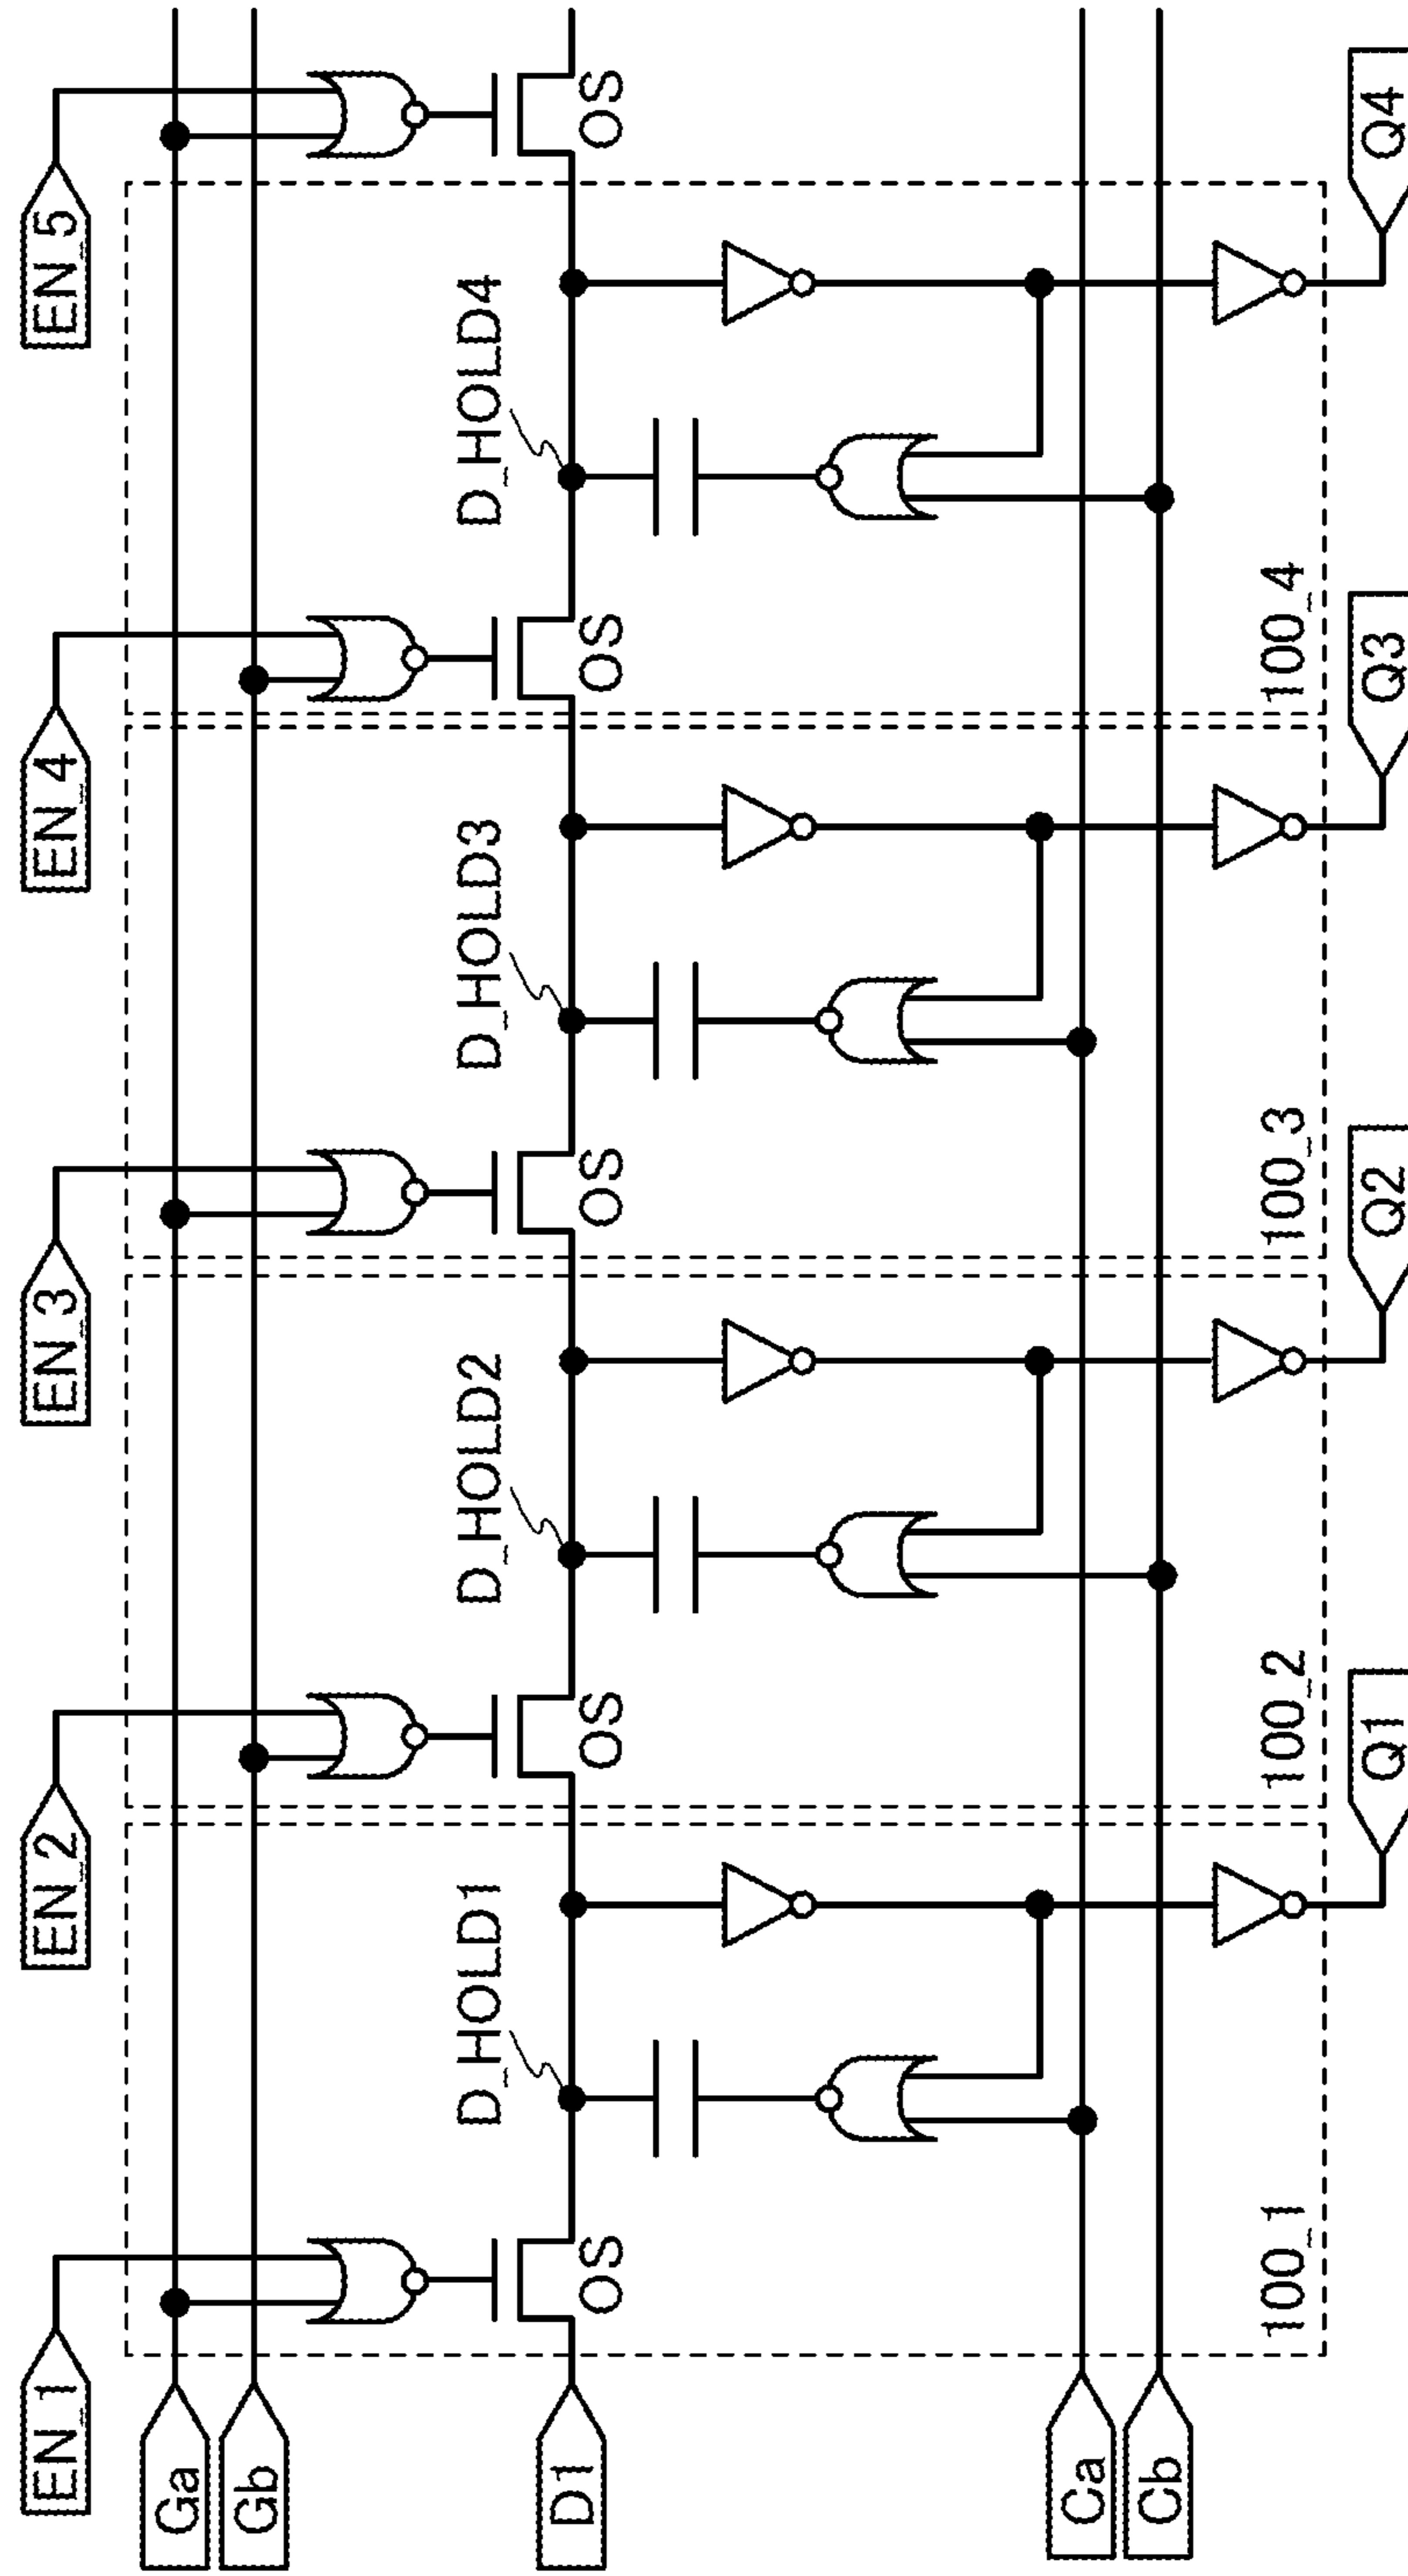 EN_1
EN_2
EN_3
EN_4
EN_5
Ga
Gb
D_HOLD1
D_HOLD2
D_HOLD3
D_HOLD4
D1
OS
OS
OS
OS
OS
Ca
Cb
100_1
100_2
100_3
100_4
Q1
Q2
Q3
Q4